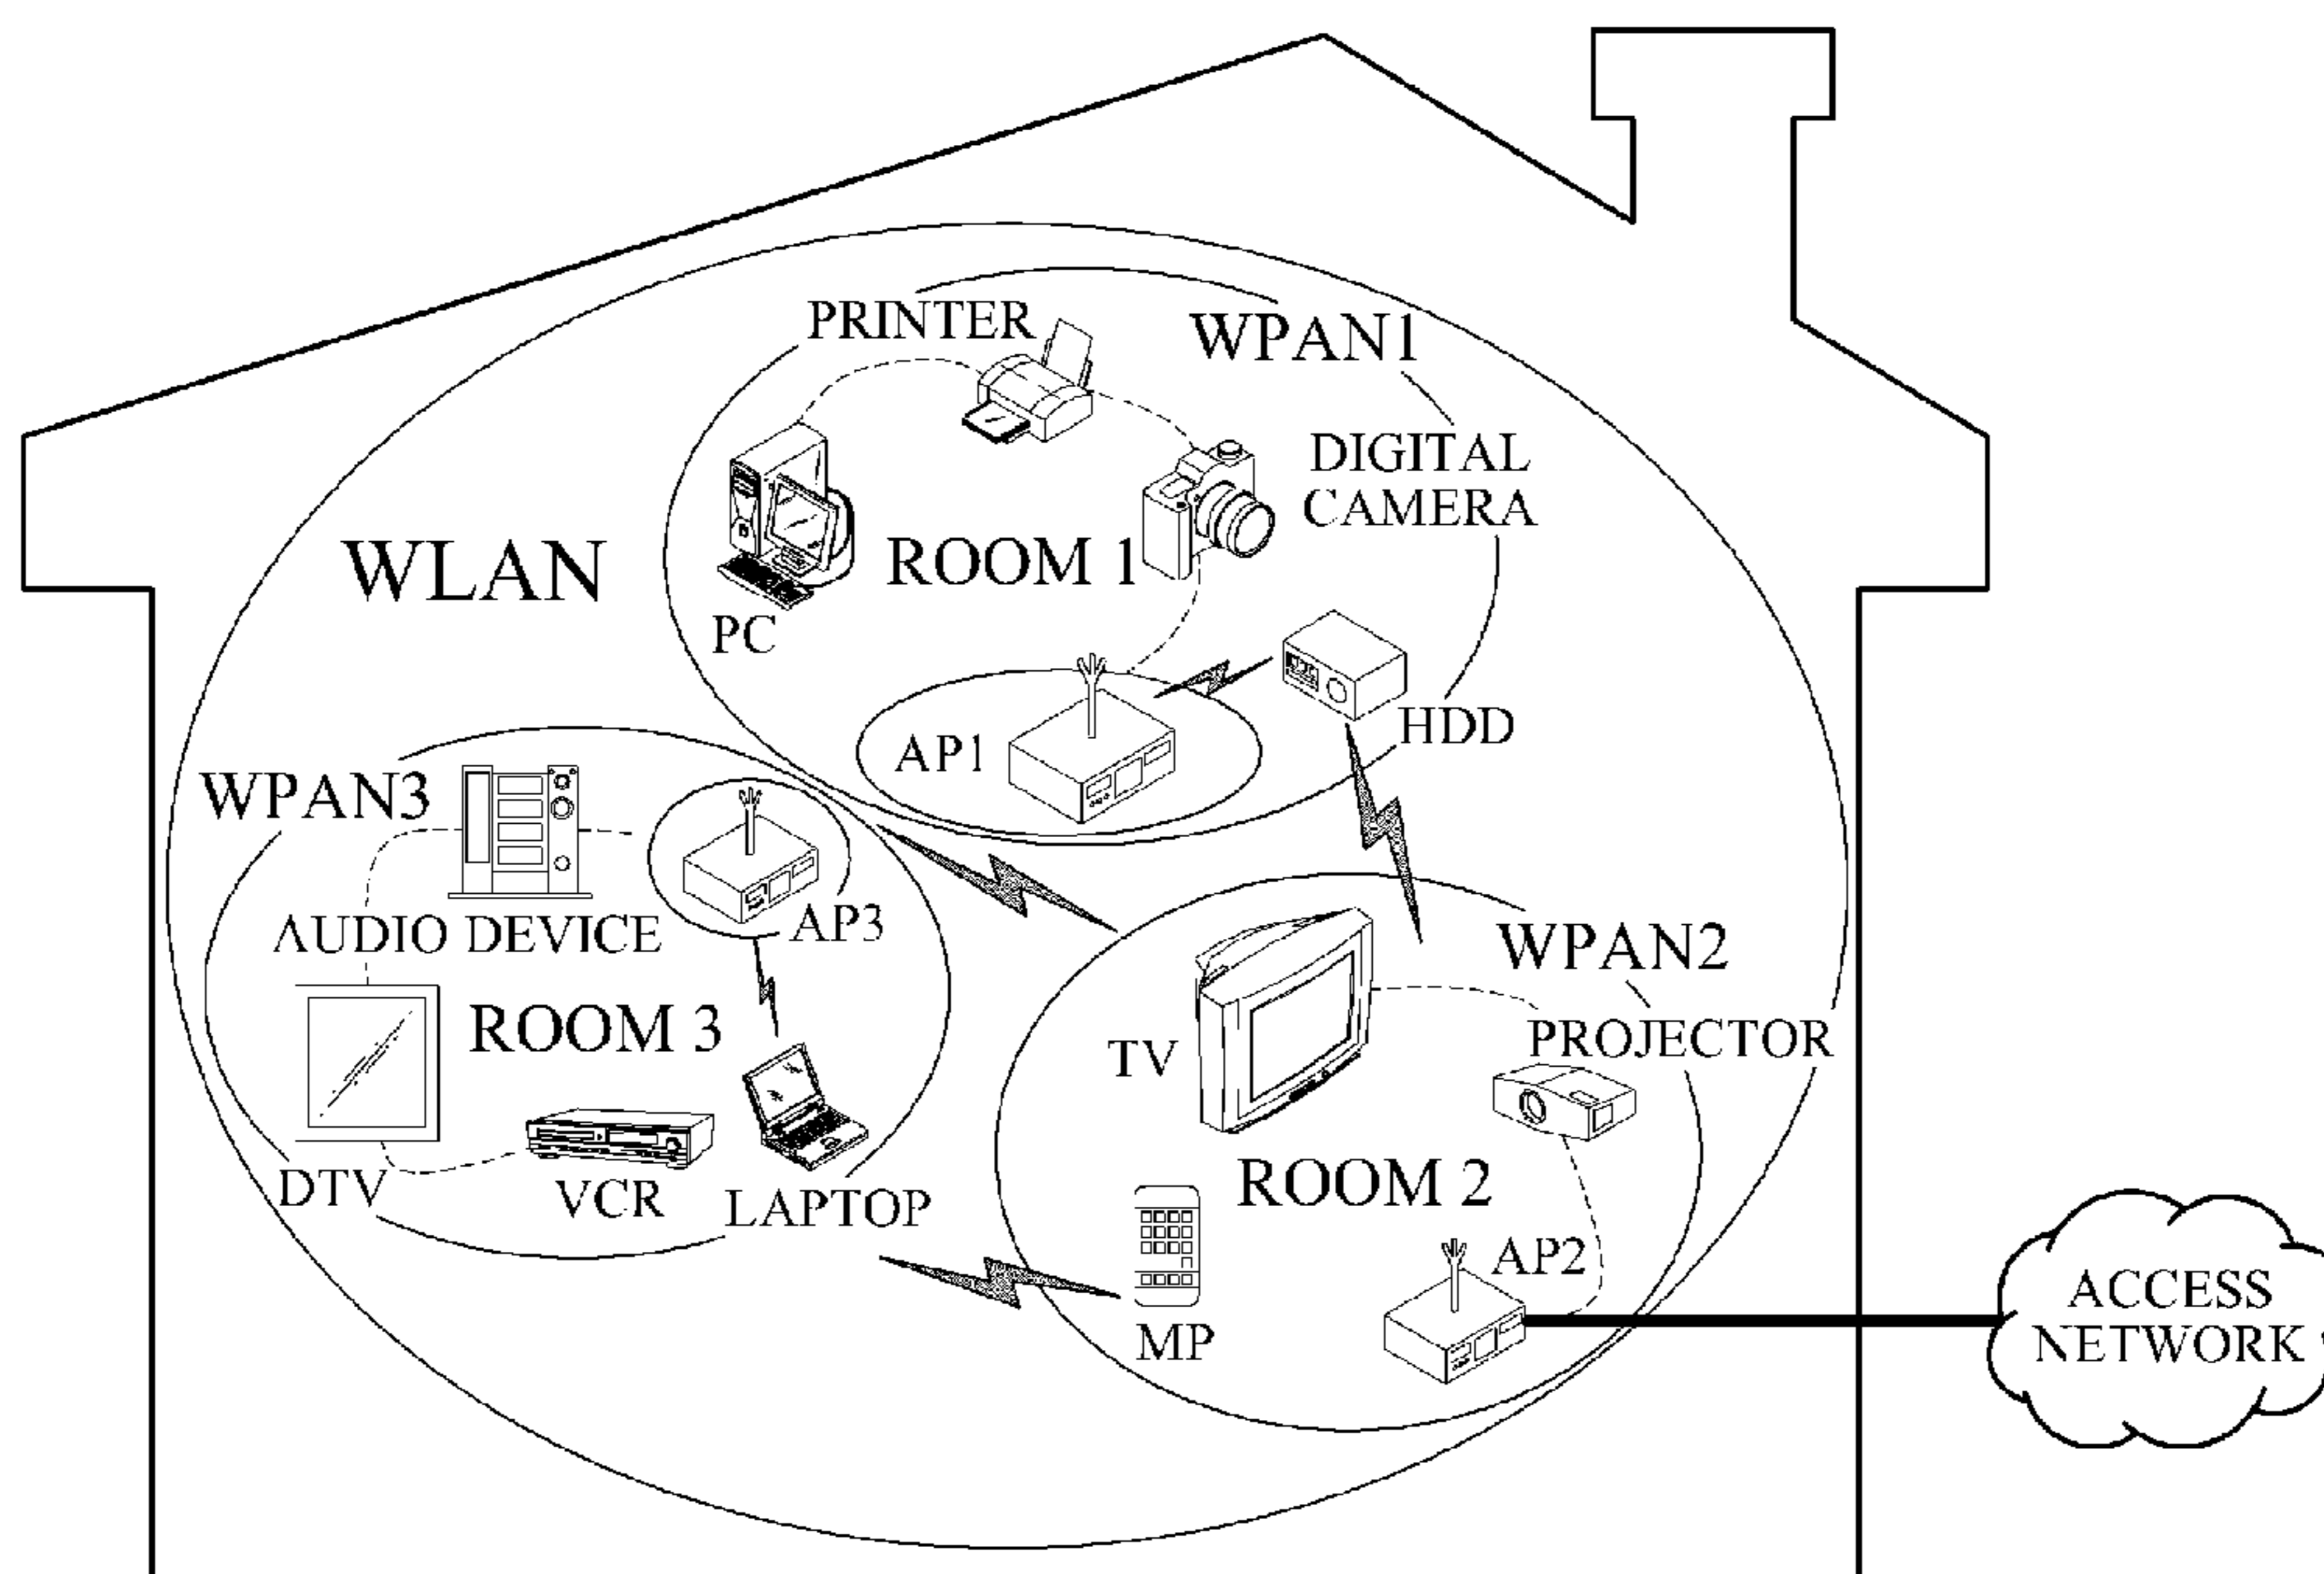 PRINTER
WPAN1
DIGITAL
CAMERA
WLAN
ROOM 1
PC
AP1
HDD
WPAN3
AUDIO DEVICE
AP3
ROOM 3
DTV
VCR
LAPTOP
WPAN2
TV
PROJECTOR
ROOM 2
AP2
MP
ACCESS
NETWORK